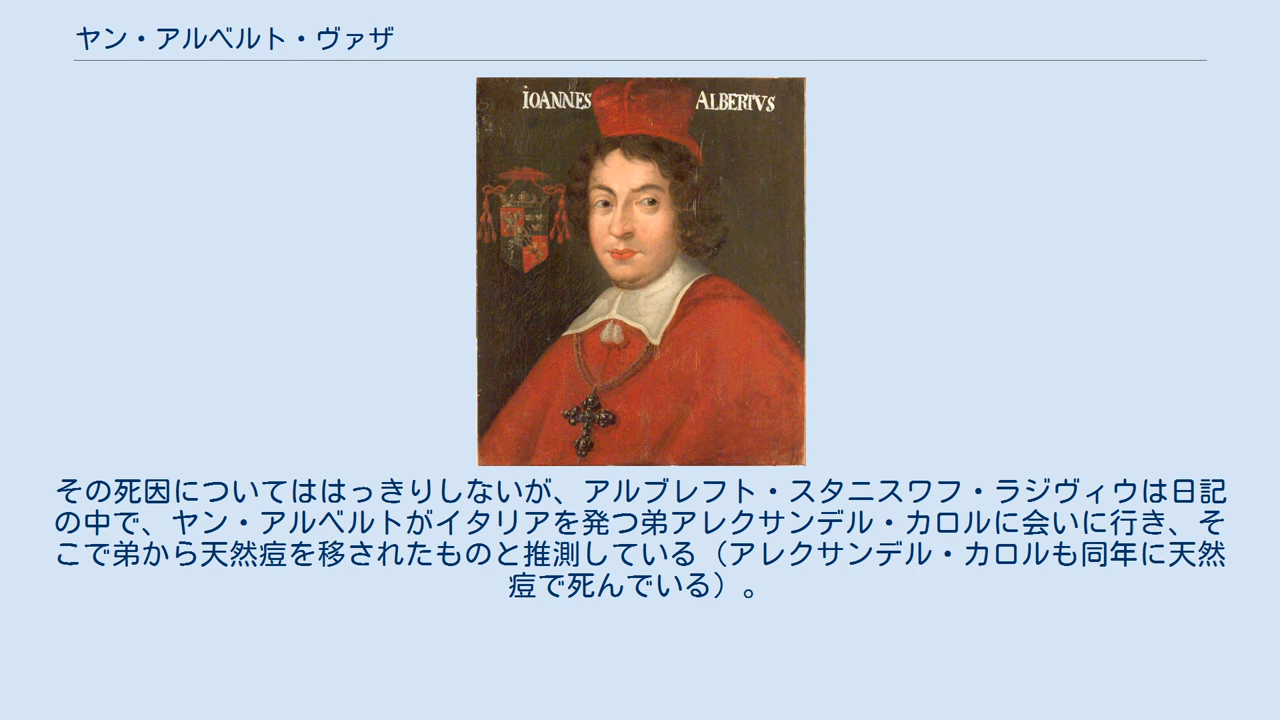 ヤン・アルベルト・ヴァザ
IOANNES ALBERTVS
その死因についてははっきりしないが、アルブレフト・スタニスワフ・ラジヴィウは日記
の中で、ヤン・アルベルトがイタリアを発つ弟アレクサンデル・カロルに会いに行き、そ
こで弟から天然痘を移されたものと推測している（アレクサンデル・カロルも同年に天然
痘で死んでいる）。